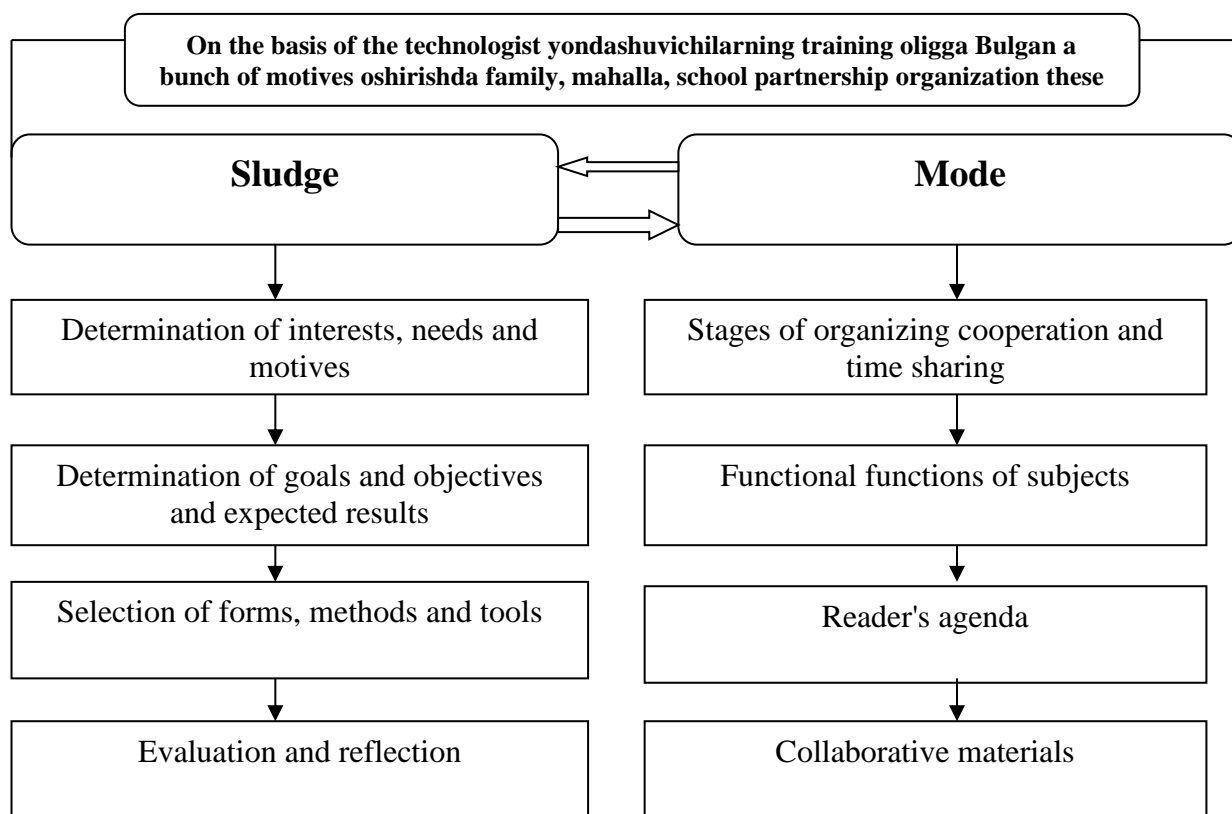 On the basis of the technologist yondashuvichilarning training oligga Bulgan a
bunch of motives oshirishda family, mahalla, school partnership organization these
Sludge
Mode
Determination of interests, needs and
motives
Stages of organizing cooperation and
time sharing
Determination of goals and objectives
and expected results
Functional functions of subjects
Selection of forms, methods and tools
Reader's agenda
Evaluation and reflection
Collaborative materials